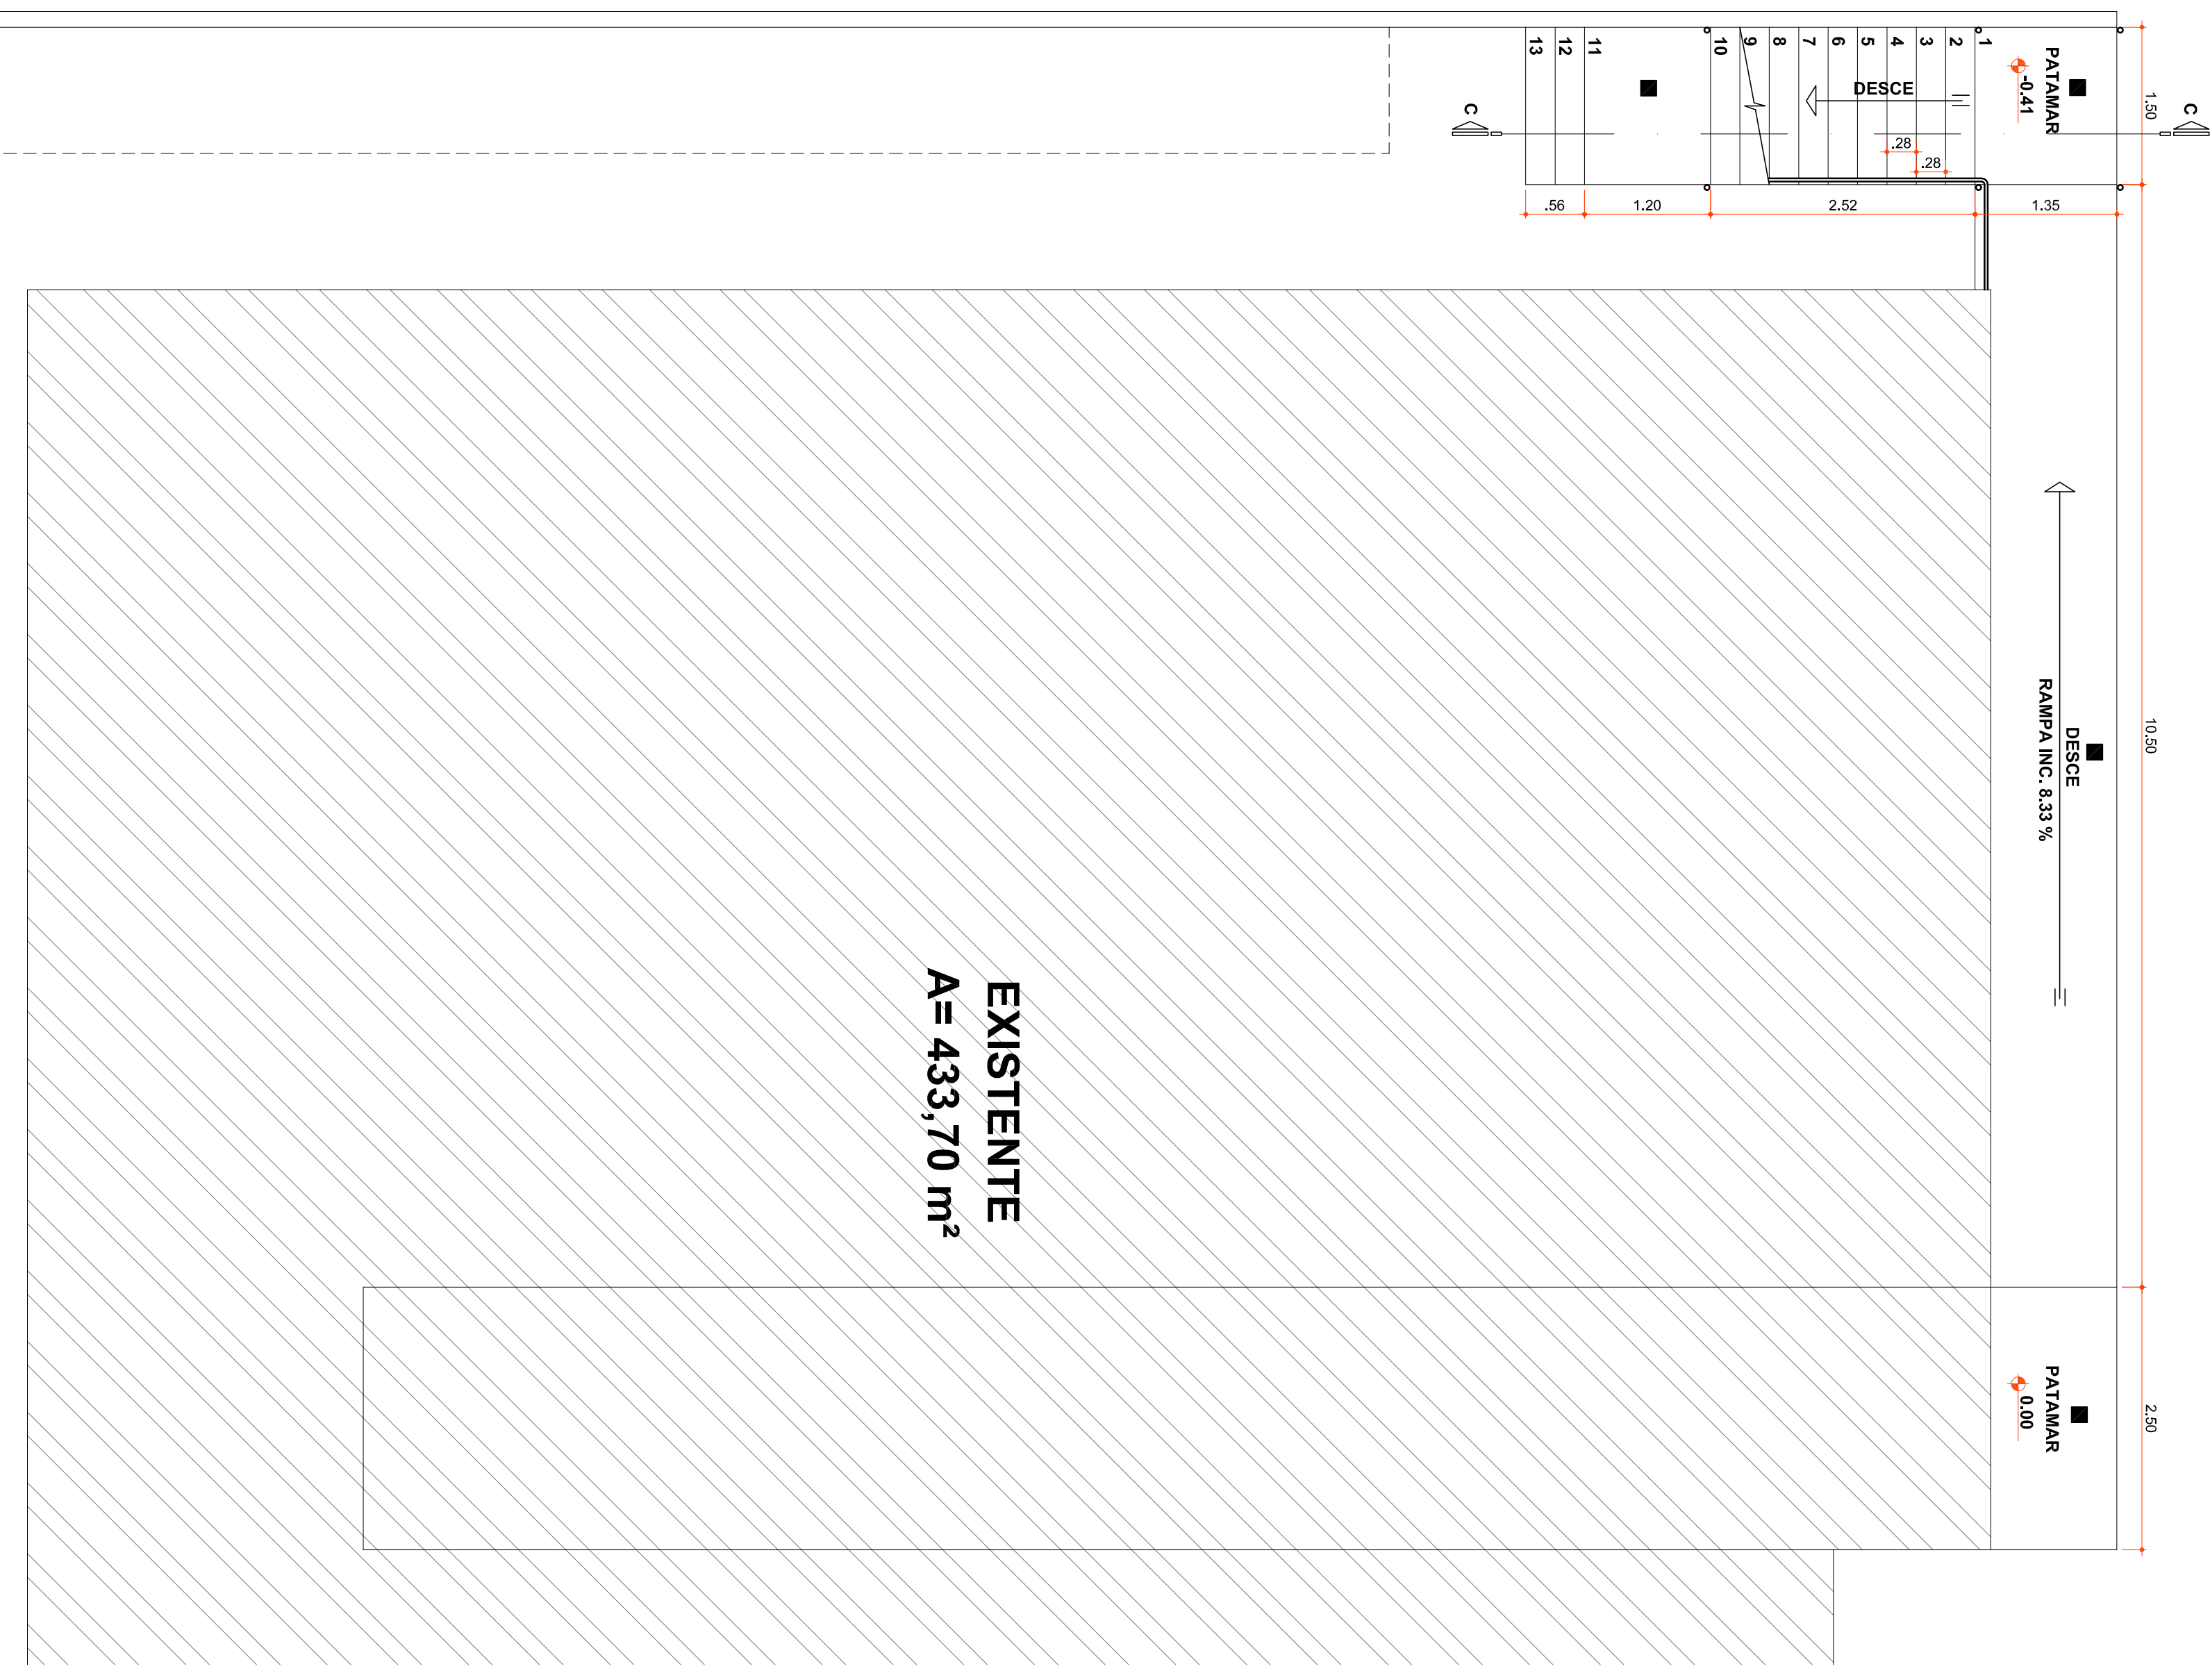 C
1.50
PATAMAR
-0.41
1
2
3
4
5
6
7
8
9
10
11
12
13
DESCE
C
.28
.28
.56
1.20
2.52
1.35
10.50
DESCE
RAMPA INC. 8.33 %
EXISTENTE
A= 433,70 m²
2.50
PATAMAR
0.00